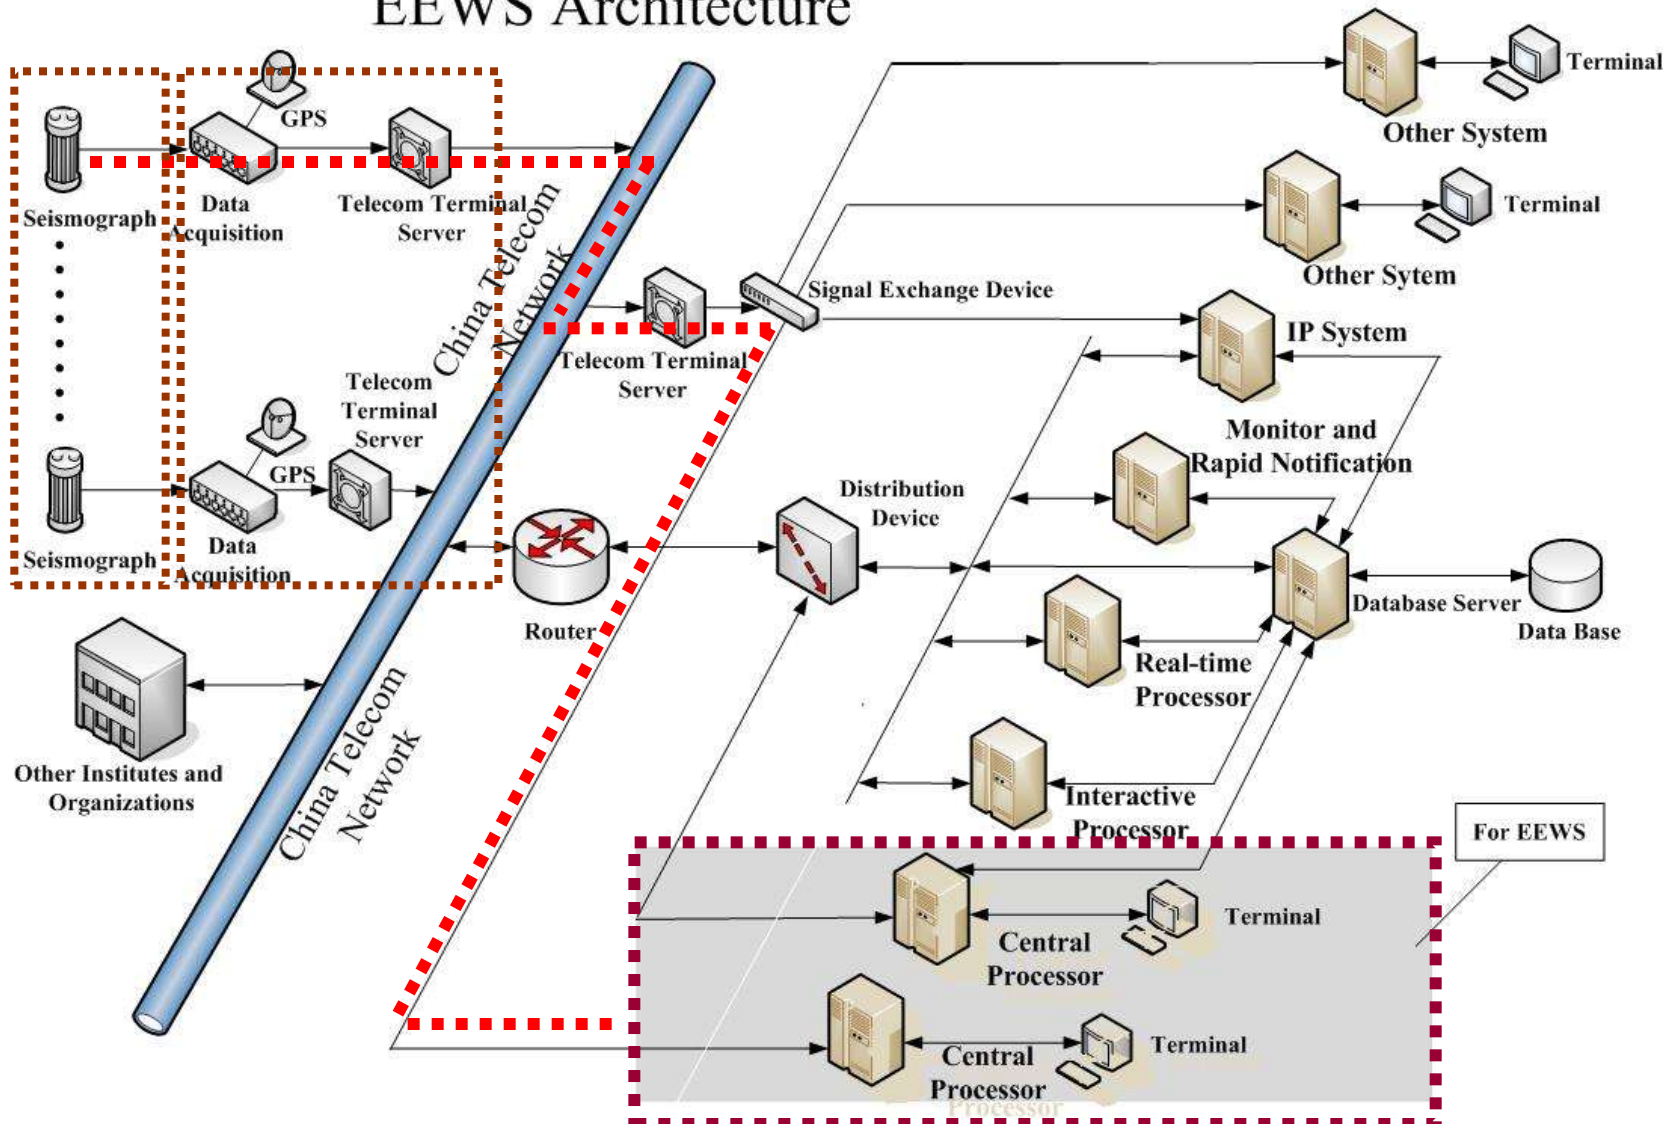 EEWS Architecture
GPS
Seismograph
Data
Acquisition
Telecom Terminal
Server
China Telecom
Network
Terminal
Other System
Terminal
Other Sytem
Signal Exchange Device
Telecom Terminal
Server
IP System
Monitor and
Rapid Notification
Telecom
Terminal
Server
GPS
Seismograph
Data
Acquisition
Router
Distribution
Device
Database Server
Data Base
Real-time
Processor
Interactive
Processor
Other Institutes and
Organizations
China Telecom
Network
For EEWS
Central
Processor
Terminal
Central
Processor
Processor
Terminal